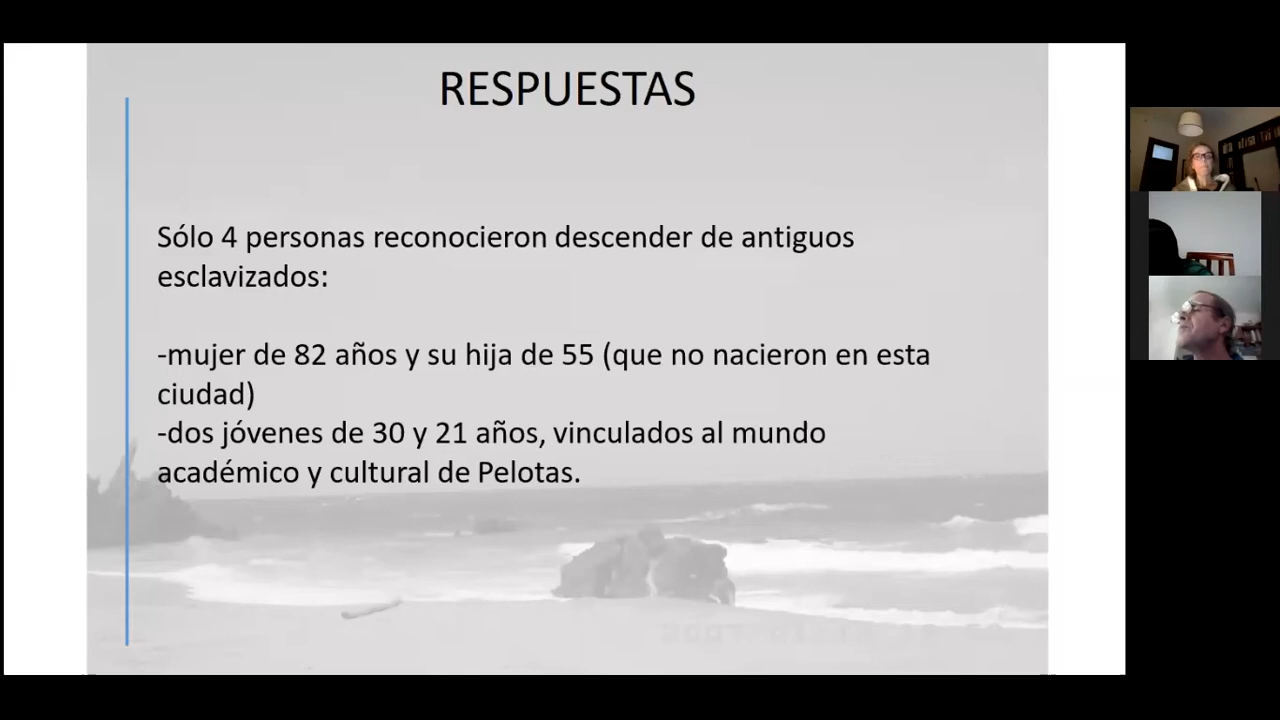 RESPUESTAS
Sólo 4 personas reconocieron descender de antiguos
esclavizados:
-mujer de 82 años y su hija de 55 (que no nacieron en esta
ciudad)
-dos jóvenes de 30 y 21 años, vinculados al mundo
académico y cultural de Pelotas.